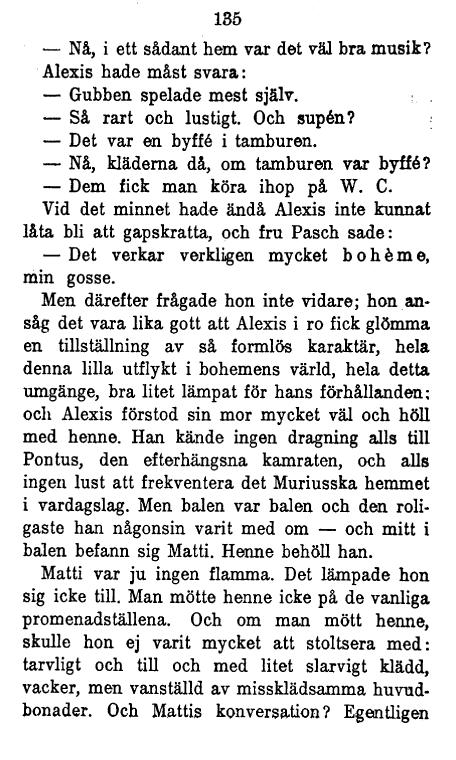 135
— Nå, i ett sådant hem var det väl bra musik?
Alexis hade måst svara:
— Gubben spelade mest själv.
— Så rart och lustigt. Och supén?
— Det var en byffé i tamburen.
— Nå, kläderna då, om tamburen var byffé?
— Dem fick man köra ihop på W. C.
Vid det minnet hade ändå Alexis inte kunnat
låta bli att gapskratta, och fru Pasch sade:
— Det verkar verkligen mycket bohème,
min gosse.
Men därefter frågade hon inte vidare; hon an-
såg det vara lika gott att Alexis i ro fick glömma
en tillställning av så formlös karaktär, hela
denna lilla utflykt i bohemens värld, hela detta
umgänge, bra litet lämpat för hans förhållanden;
och Alexis förstod sin mor mycket väl och höll
med henne. Han kände ingen dragning alls till
Pontus, den efterhängsna kamraten, och alls
ingen lust att frekventera det Muriusska hemmet
i vardagslag. Men balen var balen och den roli-
gaste han någonsin varit med om — och mitt i
balen befann sig Matti. Henne behöll han.
Matti var ju ingen flamma. Det lämpade hon
sig icke till. Man mötte henne icke på de vanliga
promenadställena. Och om man mött henne,
skulle hon ej varit mycket att stoltsera med:
tarvligt och till och med litet slarvigt klädd,
vacker, men vanställd av missklädsamma huvud-
bonader. Och Mattis konversation? Egentligen